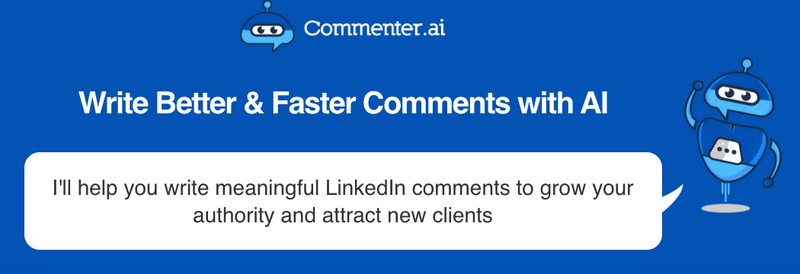 Commenter.ai
Write Better & Faster Comments with AI
I'll help you write meaningful LinkedIn comments to grow your
authority and attract new clients